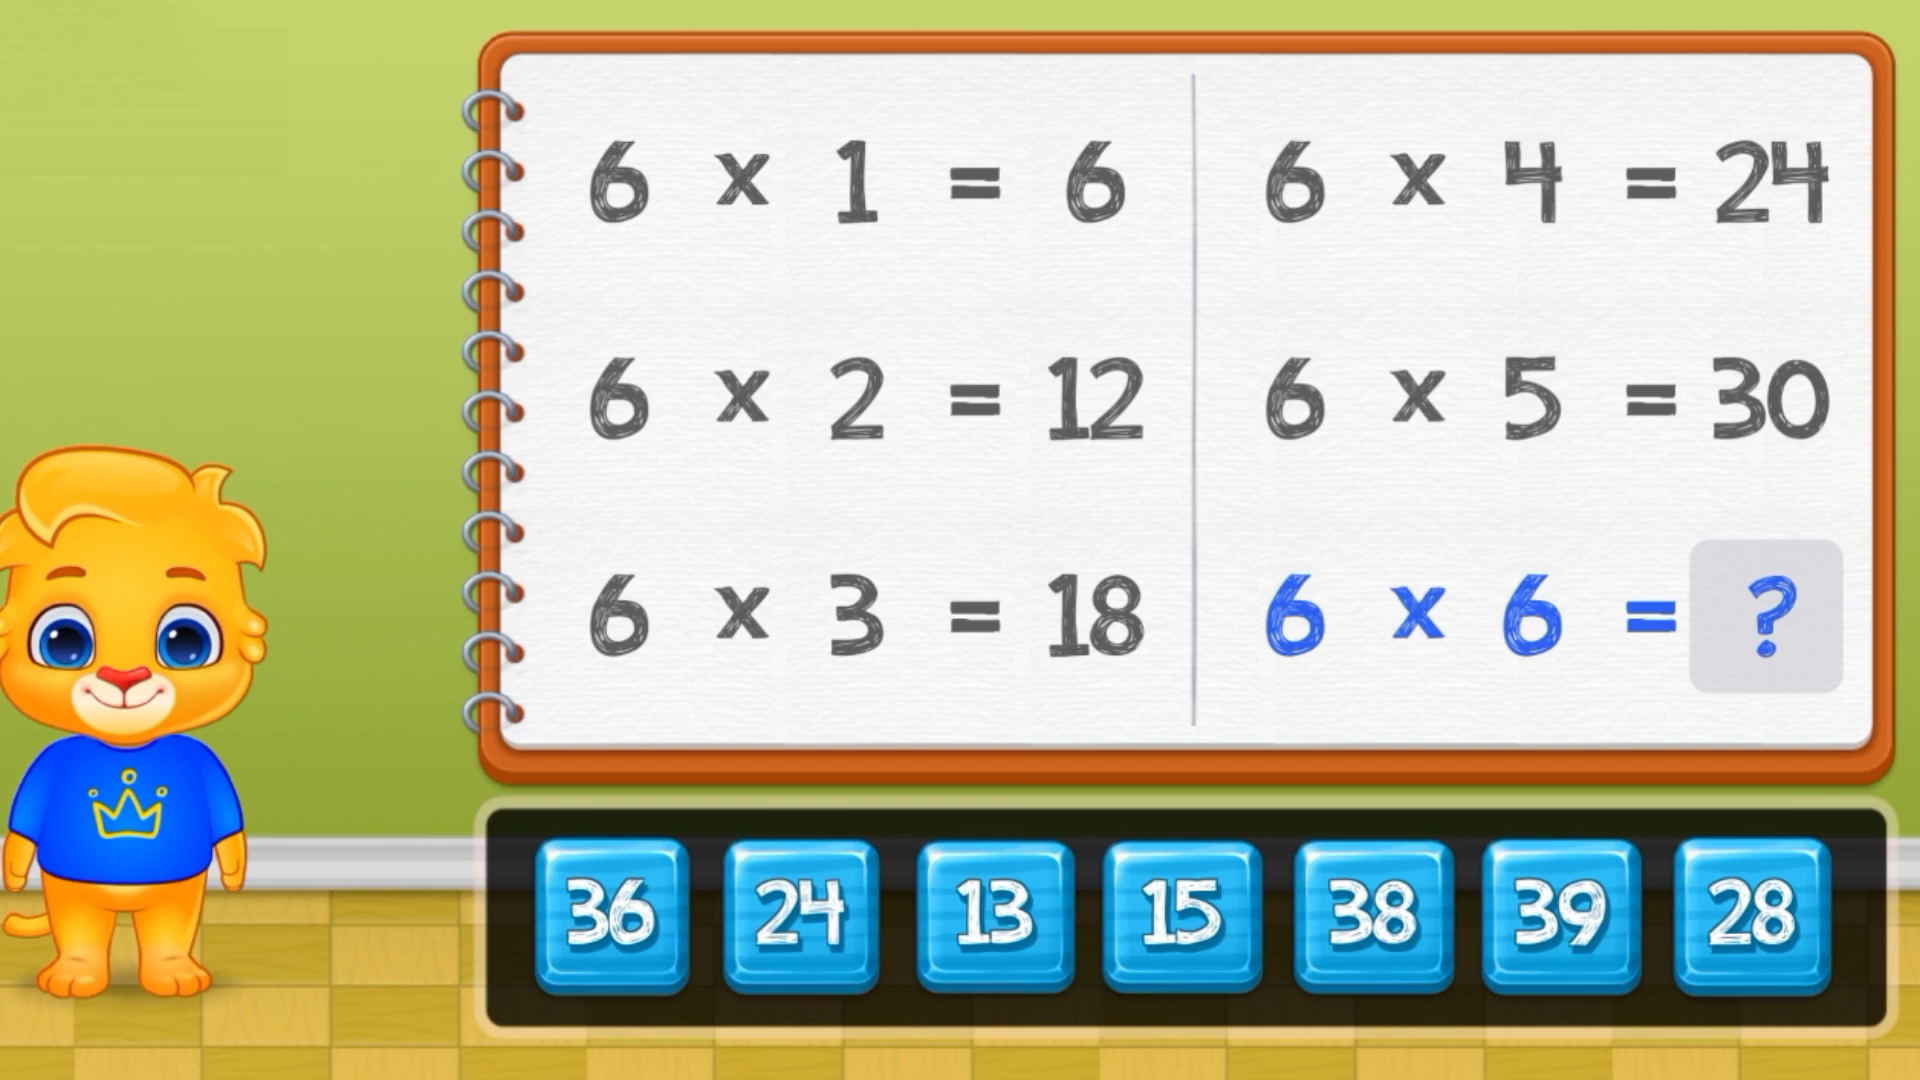 6 x 1 = 6
6 x 2 = 12
6 x 3 = 18
6 x 4 = 24
6 x 5 = 30
6 x 6 = ?
36 24 13 15 38 39 28